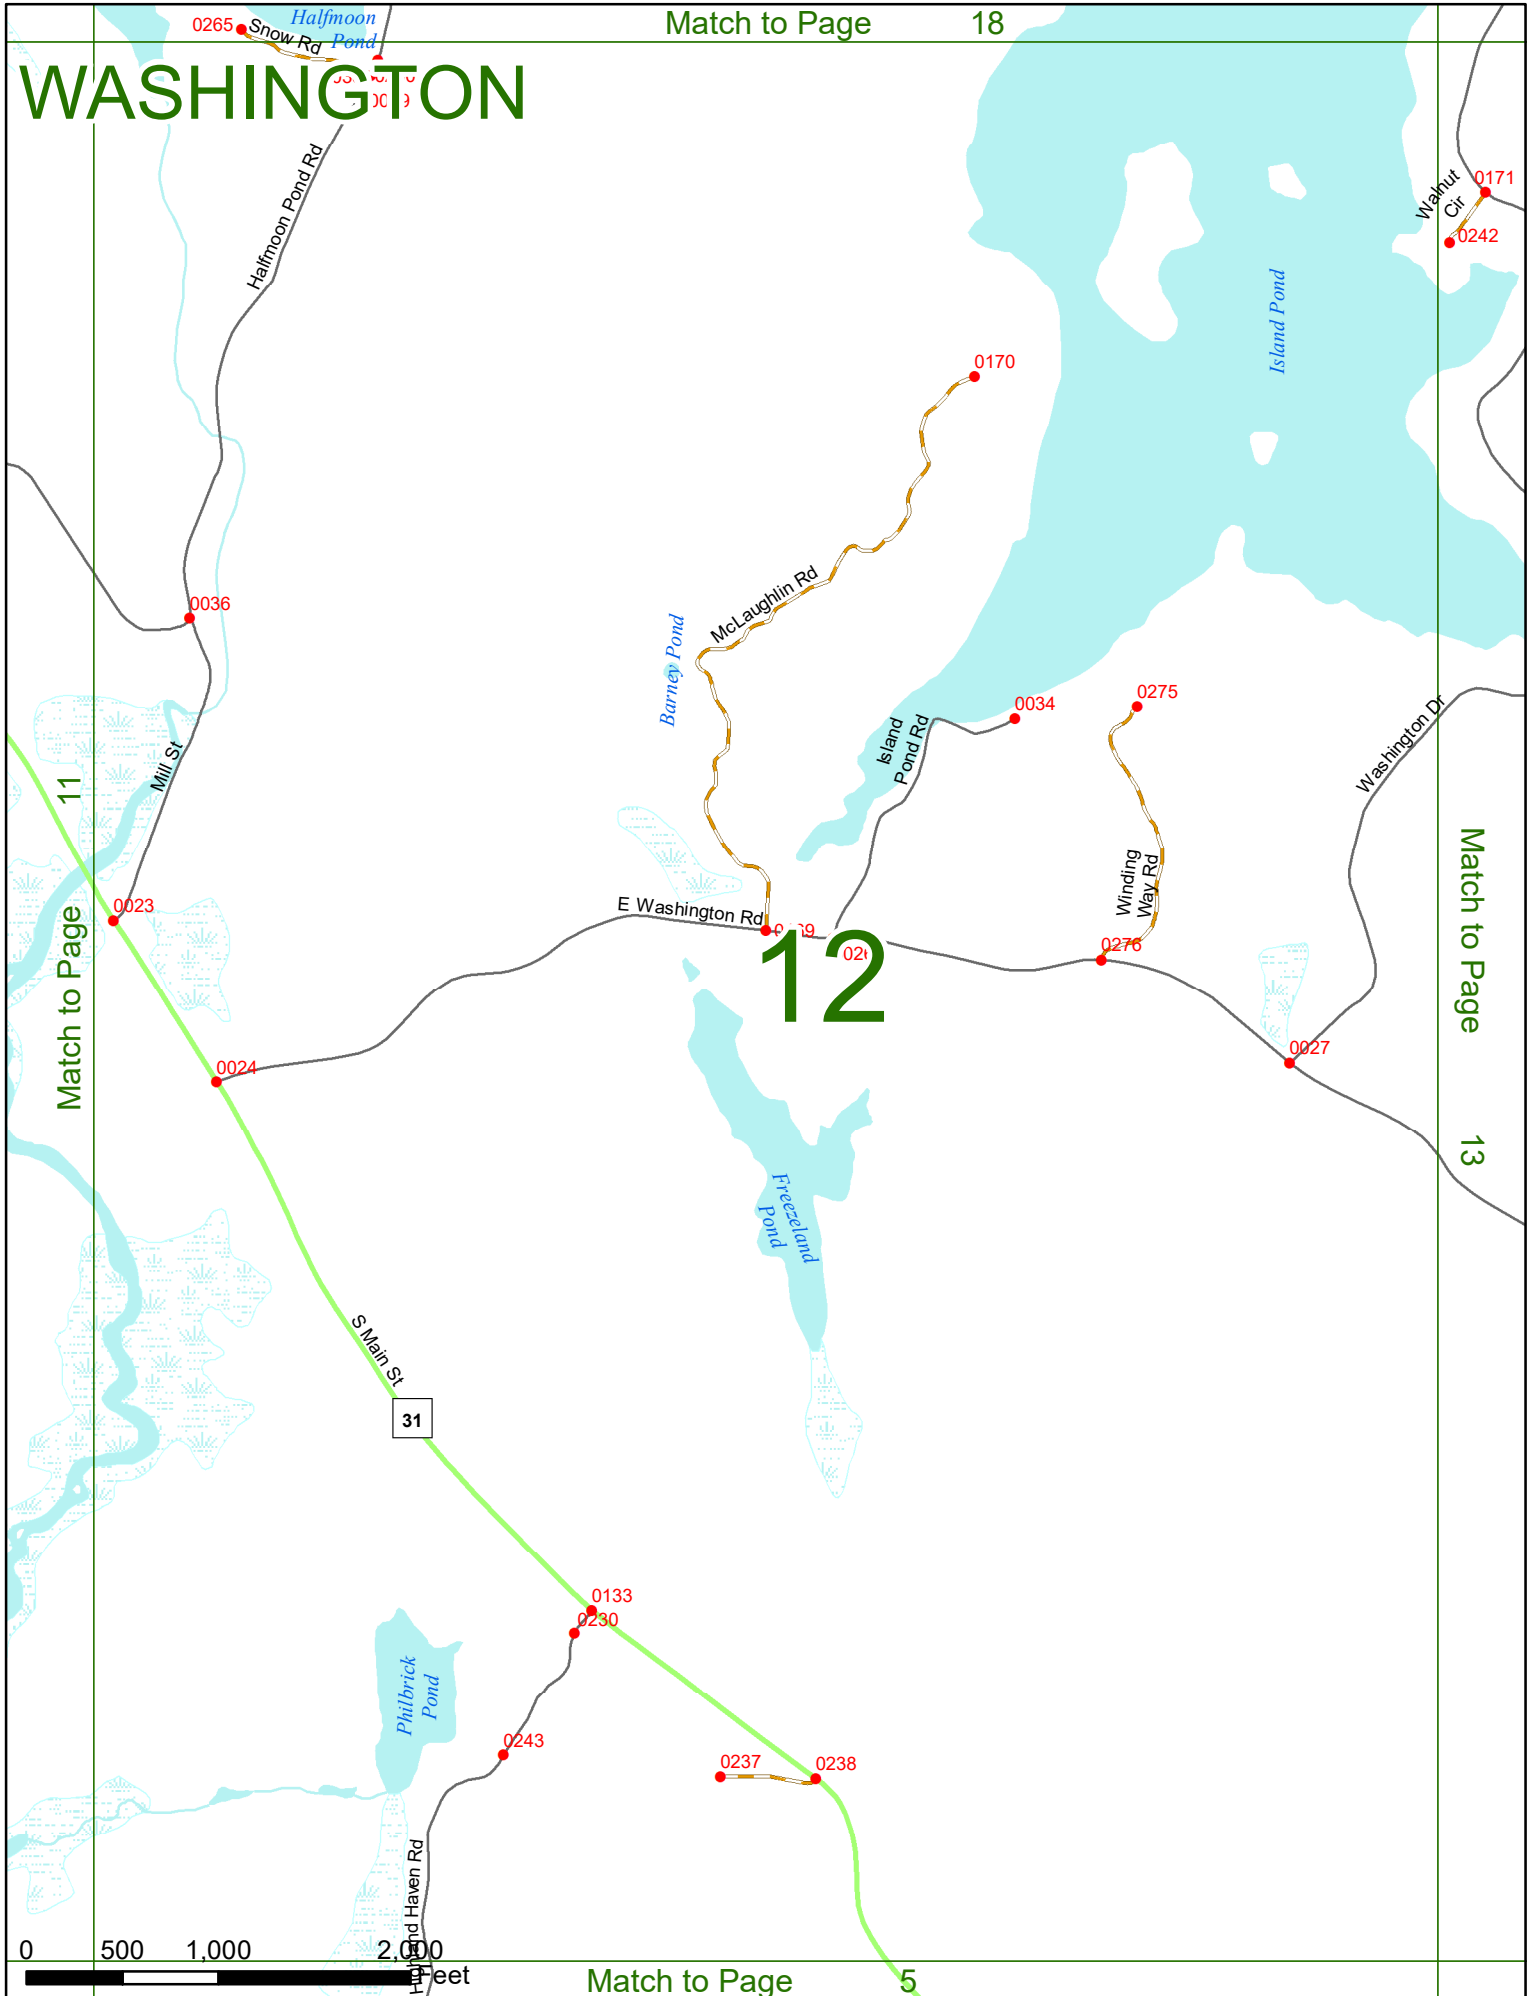 Match to Page 18
0265
Snow Rd
Halfmoon
Pond
WASHINGTON
Halfmoon Pond Rd
Walnut
Cir
0171
0242
Island Pond
0170
McLaughlin Rd
Barney Pond
0036
Mill St
Match to Page 11
0023
0024
E Washington Rd
12
Island
Pond Rd
0034
0275
Winding
Way Rd
0276
Washington Dr
0027
Match to Page 13
Freezeland
Pond
S Main St
31
0133
0230
Philbrick
Pond
0243
0237
0238
Highland Haven Rd
0 500 1,000 2,000
Feet
Match to Page 5